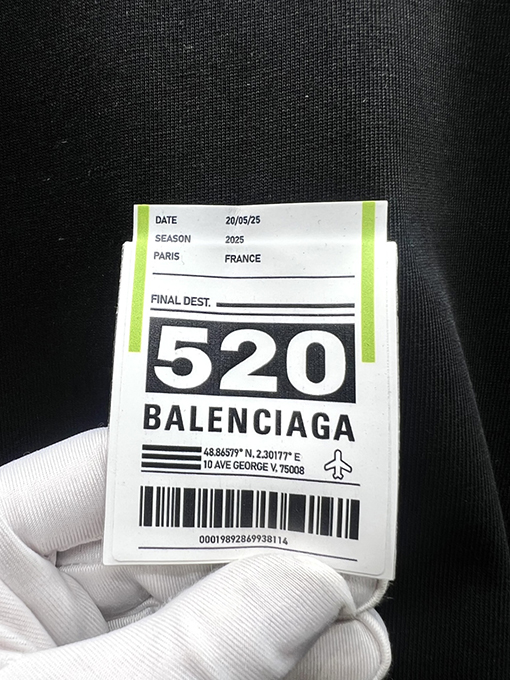 DATE 20/05/25
SEASON 2025
PARIS FRANCE
FINAL DEST.
520
BALENCIAGA
48.86579° N, 2.30177° E
10 AVE GEORGE V, 75008
00019892869938114